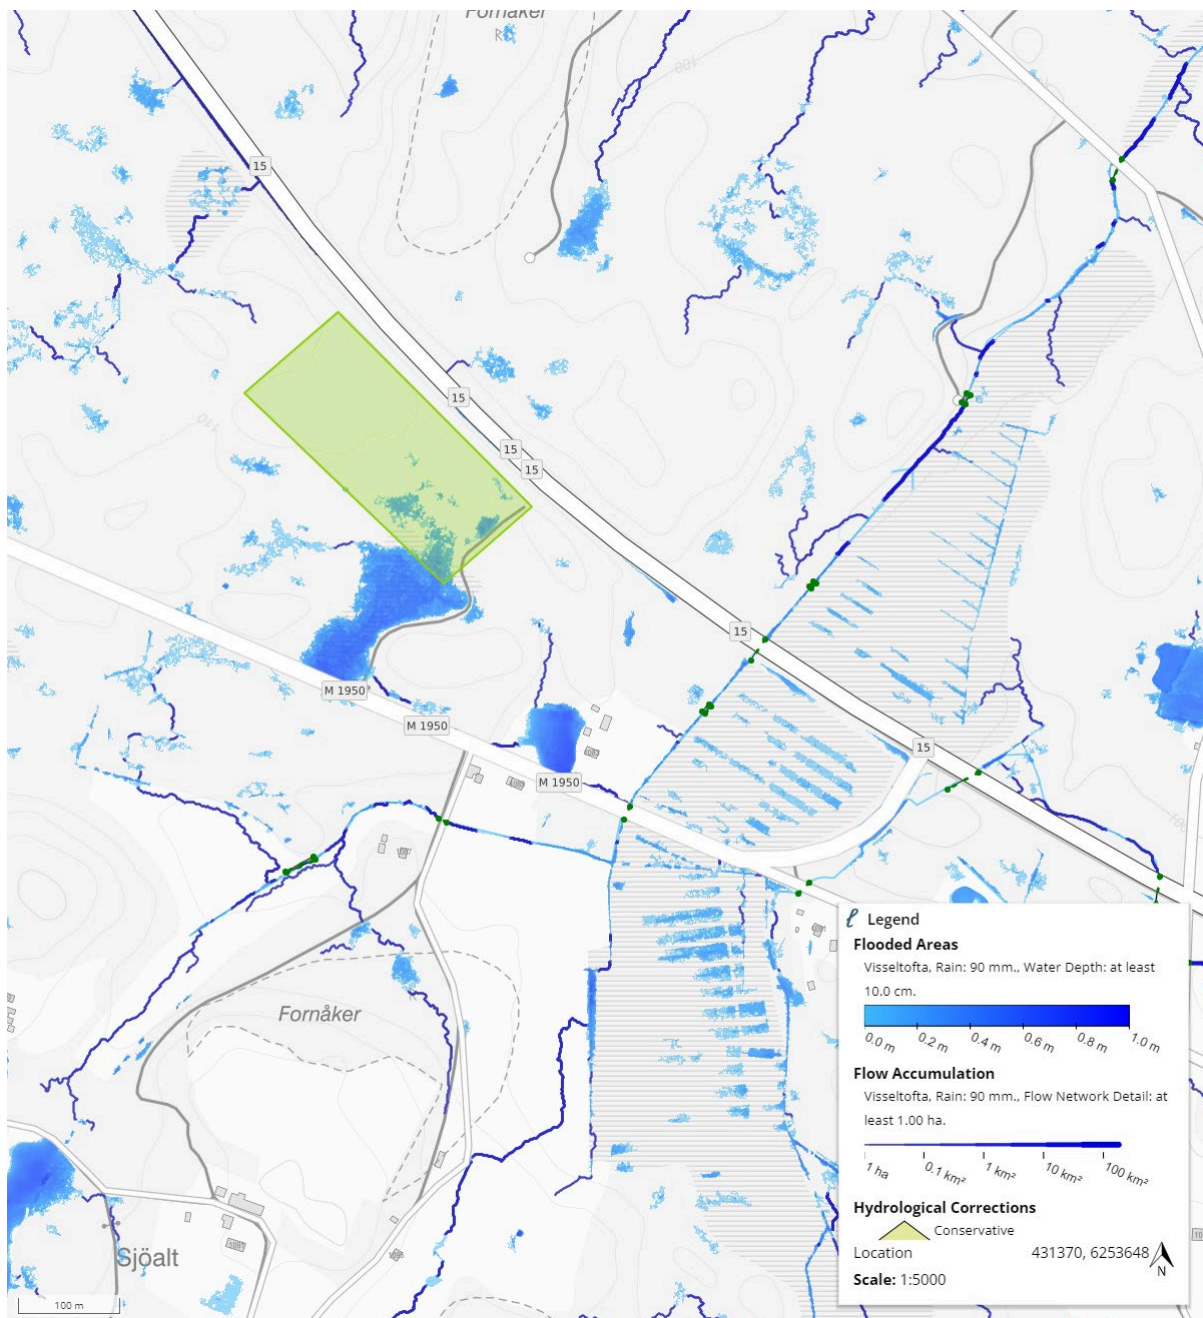 Fornåker
R
100
15
15
110
15
15
15
M 1950
M 1950
15
M 1950
100
Fornåker
R
Sjöalt
100 m
Legend
Flooded Areas
Visseltofta, Rain: 90 mm., Water Depth: at least
10.0 cm.
0.0 m 0.2 m 0.4 m 0.6 m 0.8 m 1.0 m
Flow Accumulation
Visseltofta, Rain: 90 mm., Flow Network Detail: at
least 1.00 ha.
1 ha 0.1 km² 1 km² 10 km² 100 km²
Hydrological Corrections
Conservative
Location 431370, 6253648
N
Scale: 1:5000